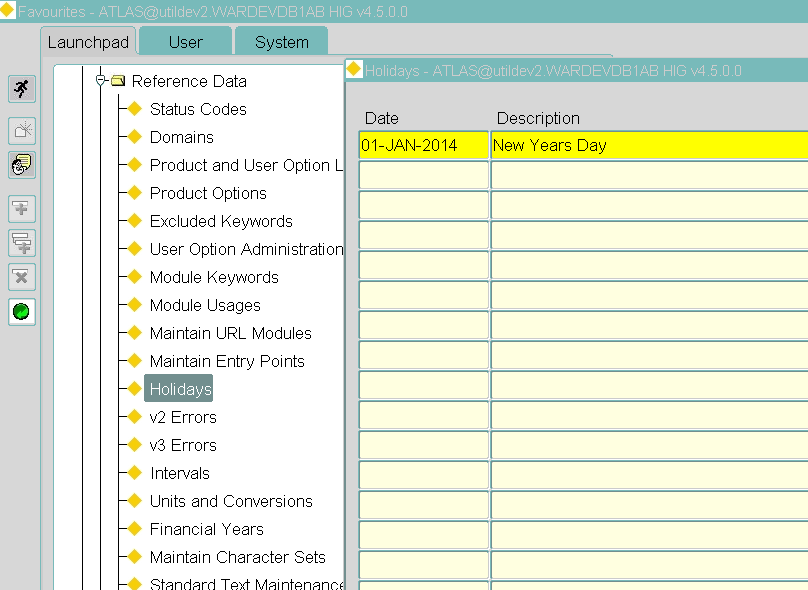 Favourites - ATLAS@utildev2.WARDEVDB1AB HIG v4.5.0.0
Launchpad
User
System
Reference Data
Status Codes
Domains
Product and User Option L
Product Options
Excluded Keywords
User Option Administration
Module Keywords
Module Usages
Maintain URL Modules
Maintain Entry Points
Holidays
v2 Errors
v3 Errors
Intervals
Units and Conversions
Financial Years
Maintain Character Sets
Standard Text Maintenance
Holidays - ATLAS@utildev2.WARDEVDB1AB HIG v4.5.0.0
Date Description
01-JAN-2014 New Years Day